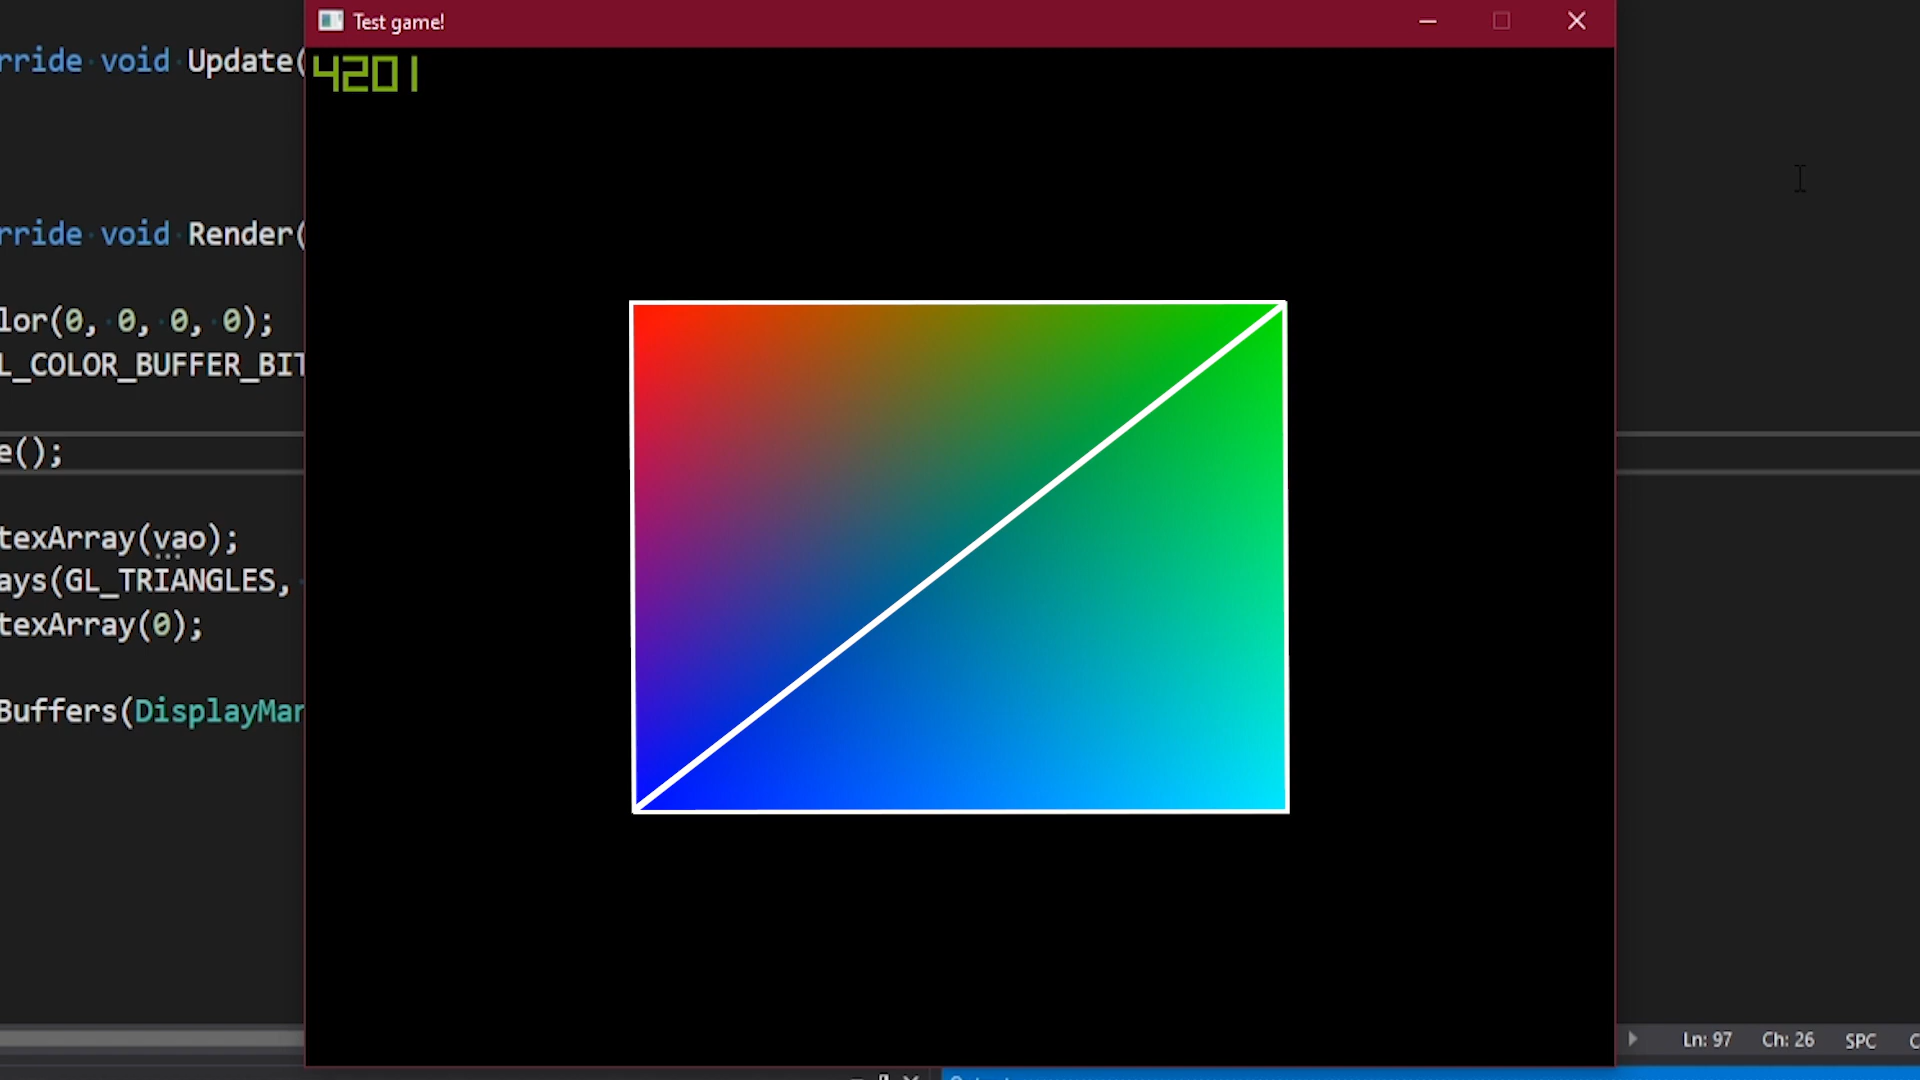 Test game!
4201
rride void Update(
rride void Render(
lor(0, 0, 0, 0);
L_COLOR_BUFFER_BIT
e();
texArray(vao);
ays(GL_TRIANGLES,
texArray(0);
Buffers(DisplayMan
Ln: 97 Ch: 26 SPC